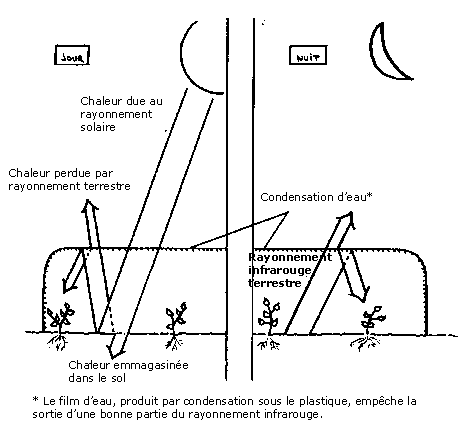 JOUR
NUIT
Chaleur due au
rayonnement
solaire
Chaleur perdue par
rayonnement terrestre
Condensation d'eau*
Rayonnement
infrarouge
terrestre
Chaleur emmagasinée
dans le sol
* Le film d'eau, produit par condensation sous le plastique, empêche la
sortie d'une bonne partie du rayonnement infrarouge.